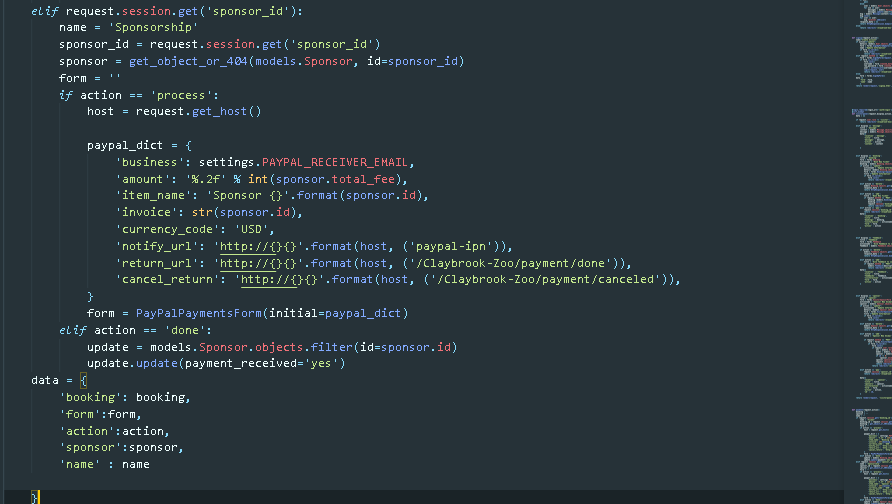 elif request.session.get('sponsor_id'):
    name = 'Sponsorship'
    sponsor_id = request.session.get('sponsor_id')
    sponsor = get_object_or_404(models.Sponsor, id=sponsor_id)
    form = ''
    if action == 'process':
        host = request.get_host()

        paypal_dict = {
            'business': settings.PAYPAL_RECEIVER_EMAIL,
            'amount': '%.2f' % int(sponsor.total_fee),
            'item_name': 'Sponsor {}'.format(sponsor.id),
            'invoice': str(sponsor.id),
            'currency_code': 'USD',
            'notify_url': 'http://{}{}'.format(host, ('paypal-ipn')),
            'return_url': 'http://{}{}'.format(host, ('/Claybrook-Zoo/payment/done')),
            'cancel_return': 'http://{}{}'.format(host, ('/Claybrook-Zoo/payment/canceled')),
        }
        form = PayPalPaymentsForm(initial=paypal_dict)
    elif action == 'done':
        update = models.Sponsor.objects.filter(id=sponsor.id)
        update.update(payment_received='yes')
data = {
    'booking': booking,
    'form':form,
    'action':action,
    'sponsor':sponsor,
    'name' : name

}